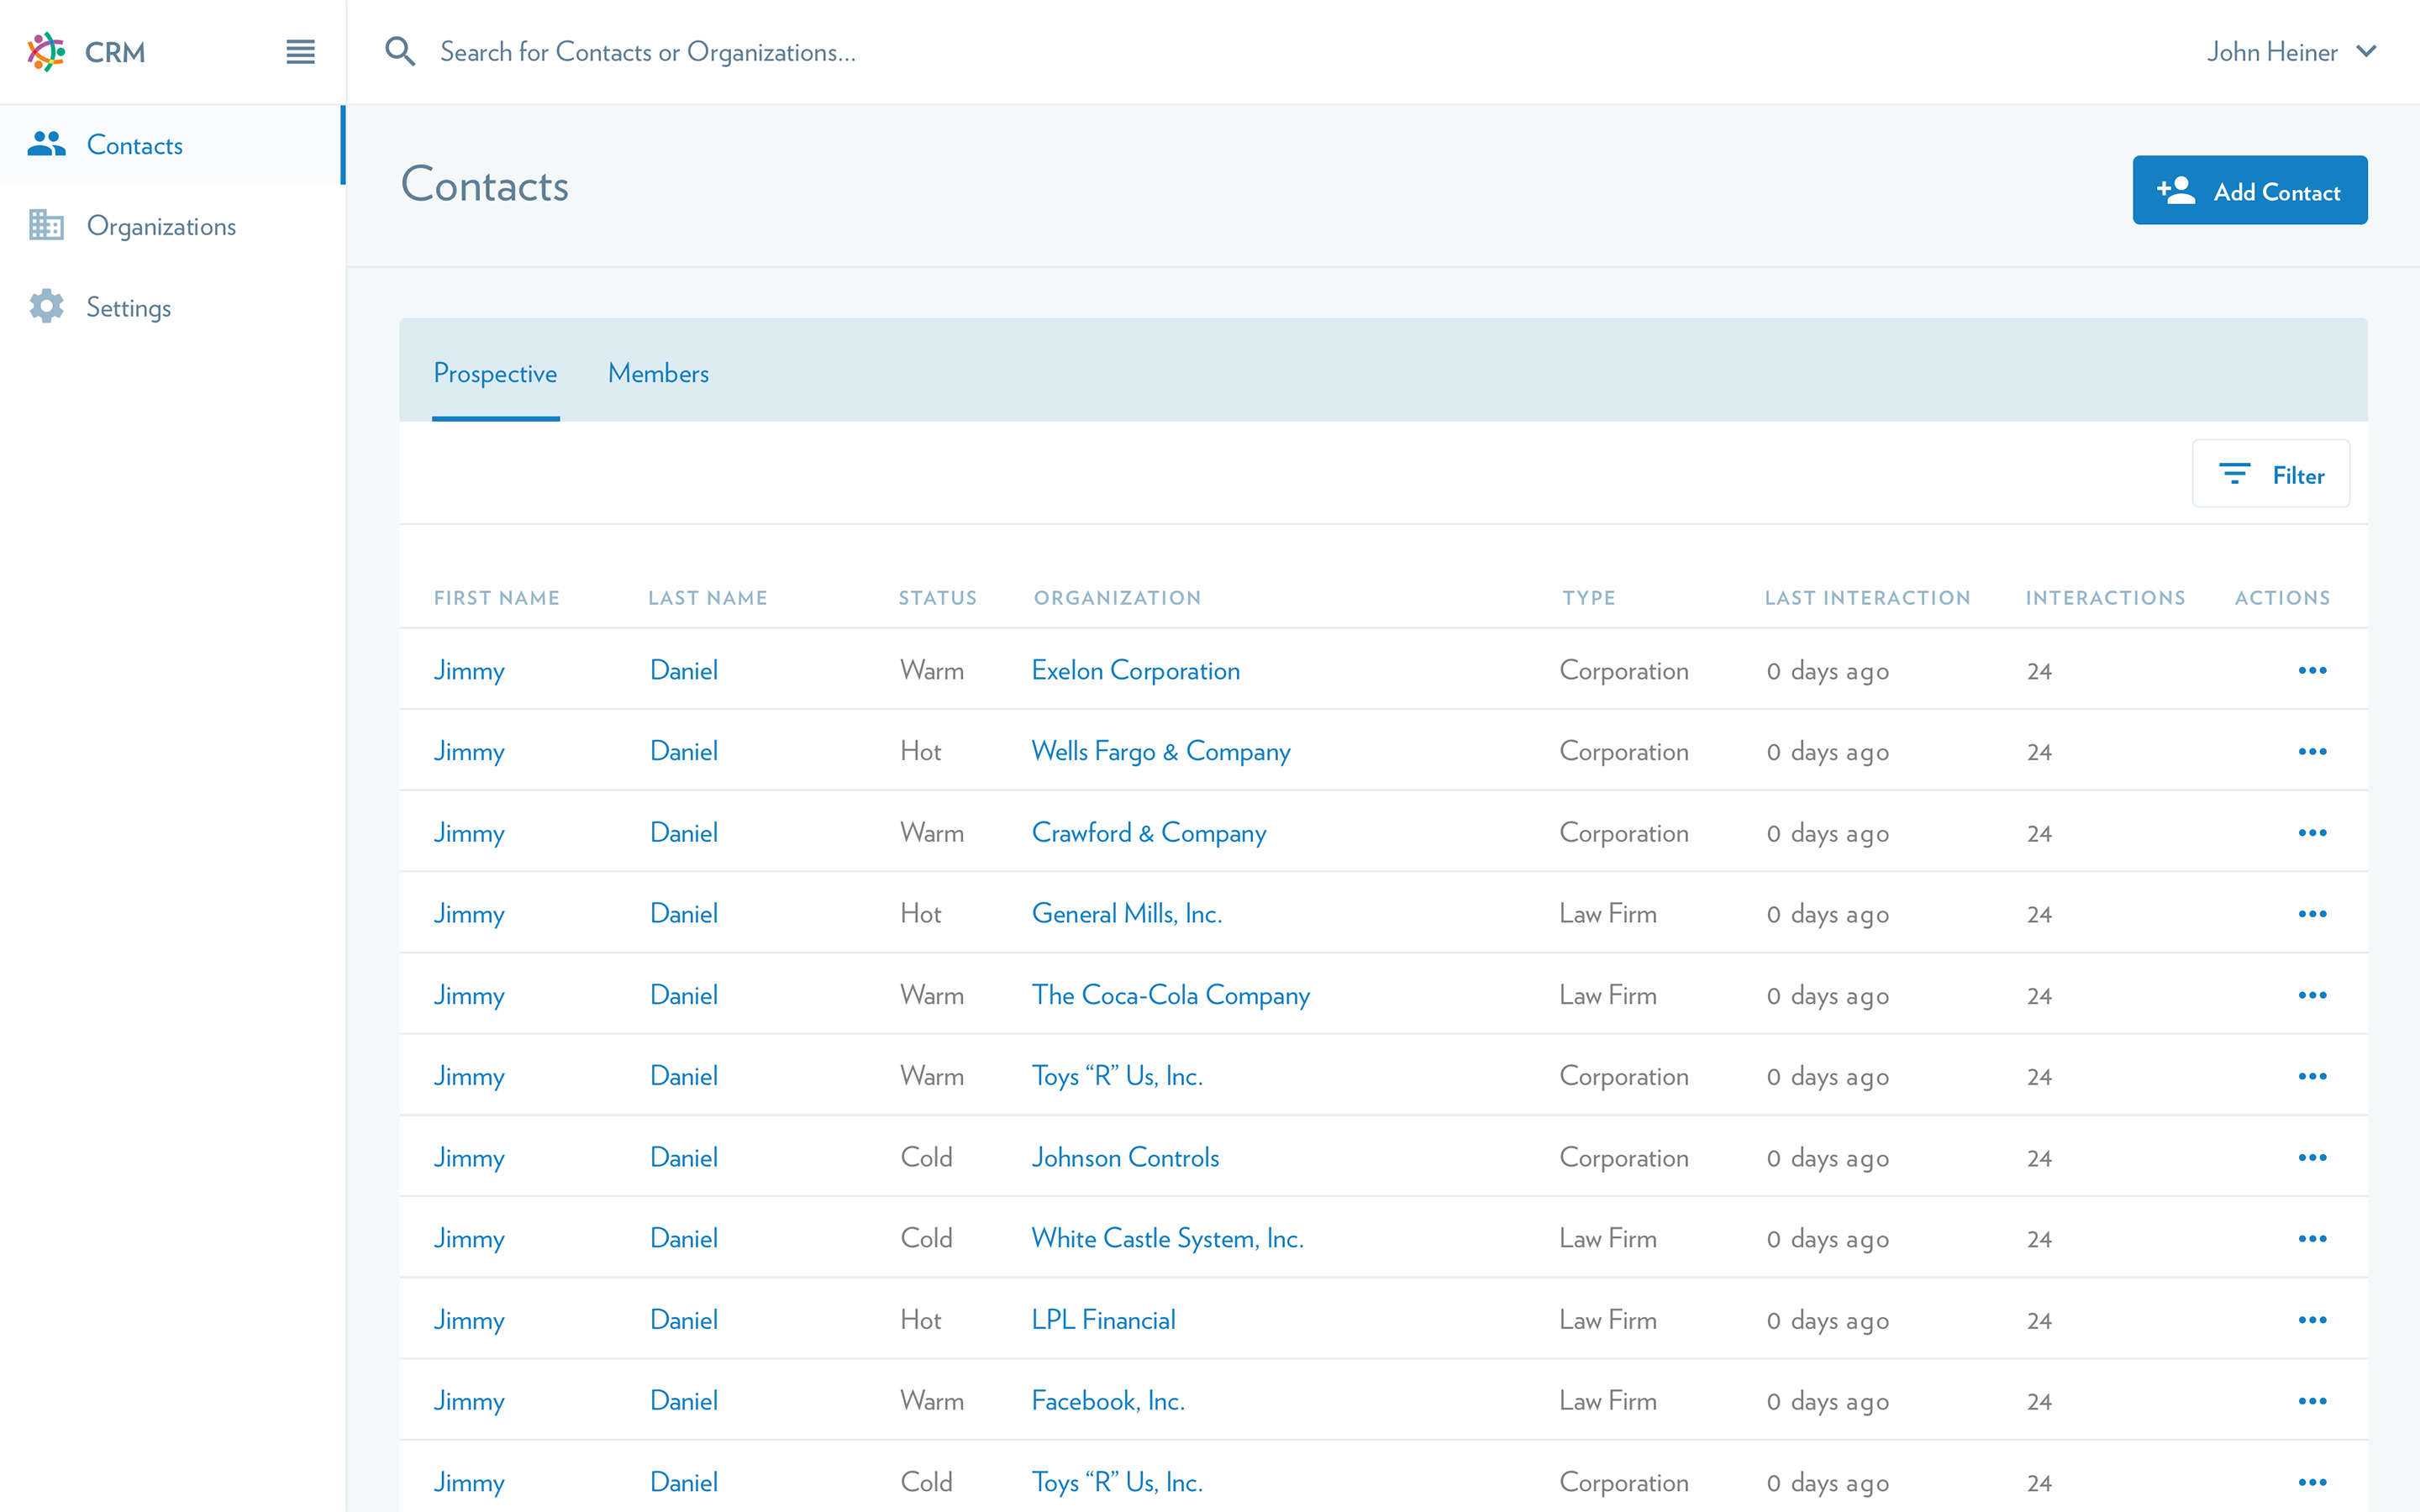 CRM
Search for Contacts or Organizations...
John Heiner
Contacts
Organizations
Settings
Contacts
Add Contact
Prospective Members
Filter
FIRST NAME LAST NAME STATUS ORGANIZATION TYPE LAST INTERACTION INTERACTIONS ACTIONS
Jimmy Daniel Warm Exelon Corporation Corporation 0 days ago 24
Jimmy Daniel Hot Wells Fargo & Company Corporation 0 days ago 24
Jimmy Daniel Warm Crawford & Company Corporation 0 days ago 24
Jimmy Daniel Hot General Mills, Inc. Law Firm 0 days ago 24
Jimmy Daniel Warm The Coca-Cola Company Law Firm 0 days ago 24
Jimmy Daniel Warm Toys “R” Us, Inc. Corporation 0 days ago 24
Jimmy Daniel Cold Johnson Controls Corporation 0 days ago 24
Jimmy Daniel Cold White Castle System, Inc. Law Firm 0 days ago 24
Jimmy Daniel Hot LPL Financial Law Firm 0 days ago 24
Jimmy Daniel Warm Facebook, Inc. Law Firm 0 days ago 24
Jimmy Daniel Cold Toys “R” Us, Inc. Corporation 0 days ago 24